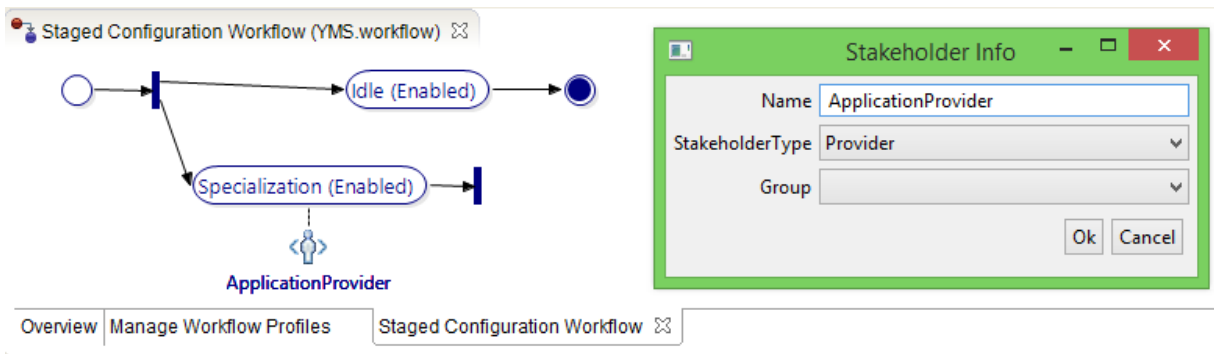 Staged Configuration Workflow (YMS.workflow)
Idle (Enabled)
Specialization (Enabled)
ApplicationProvider
Stakeholder Info
Name ApplicationProvider
StakeholderType Provider
Group
Ok Cancel
Overview Manage Workflow Profiles Staged Configuration Workflow